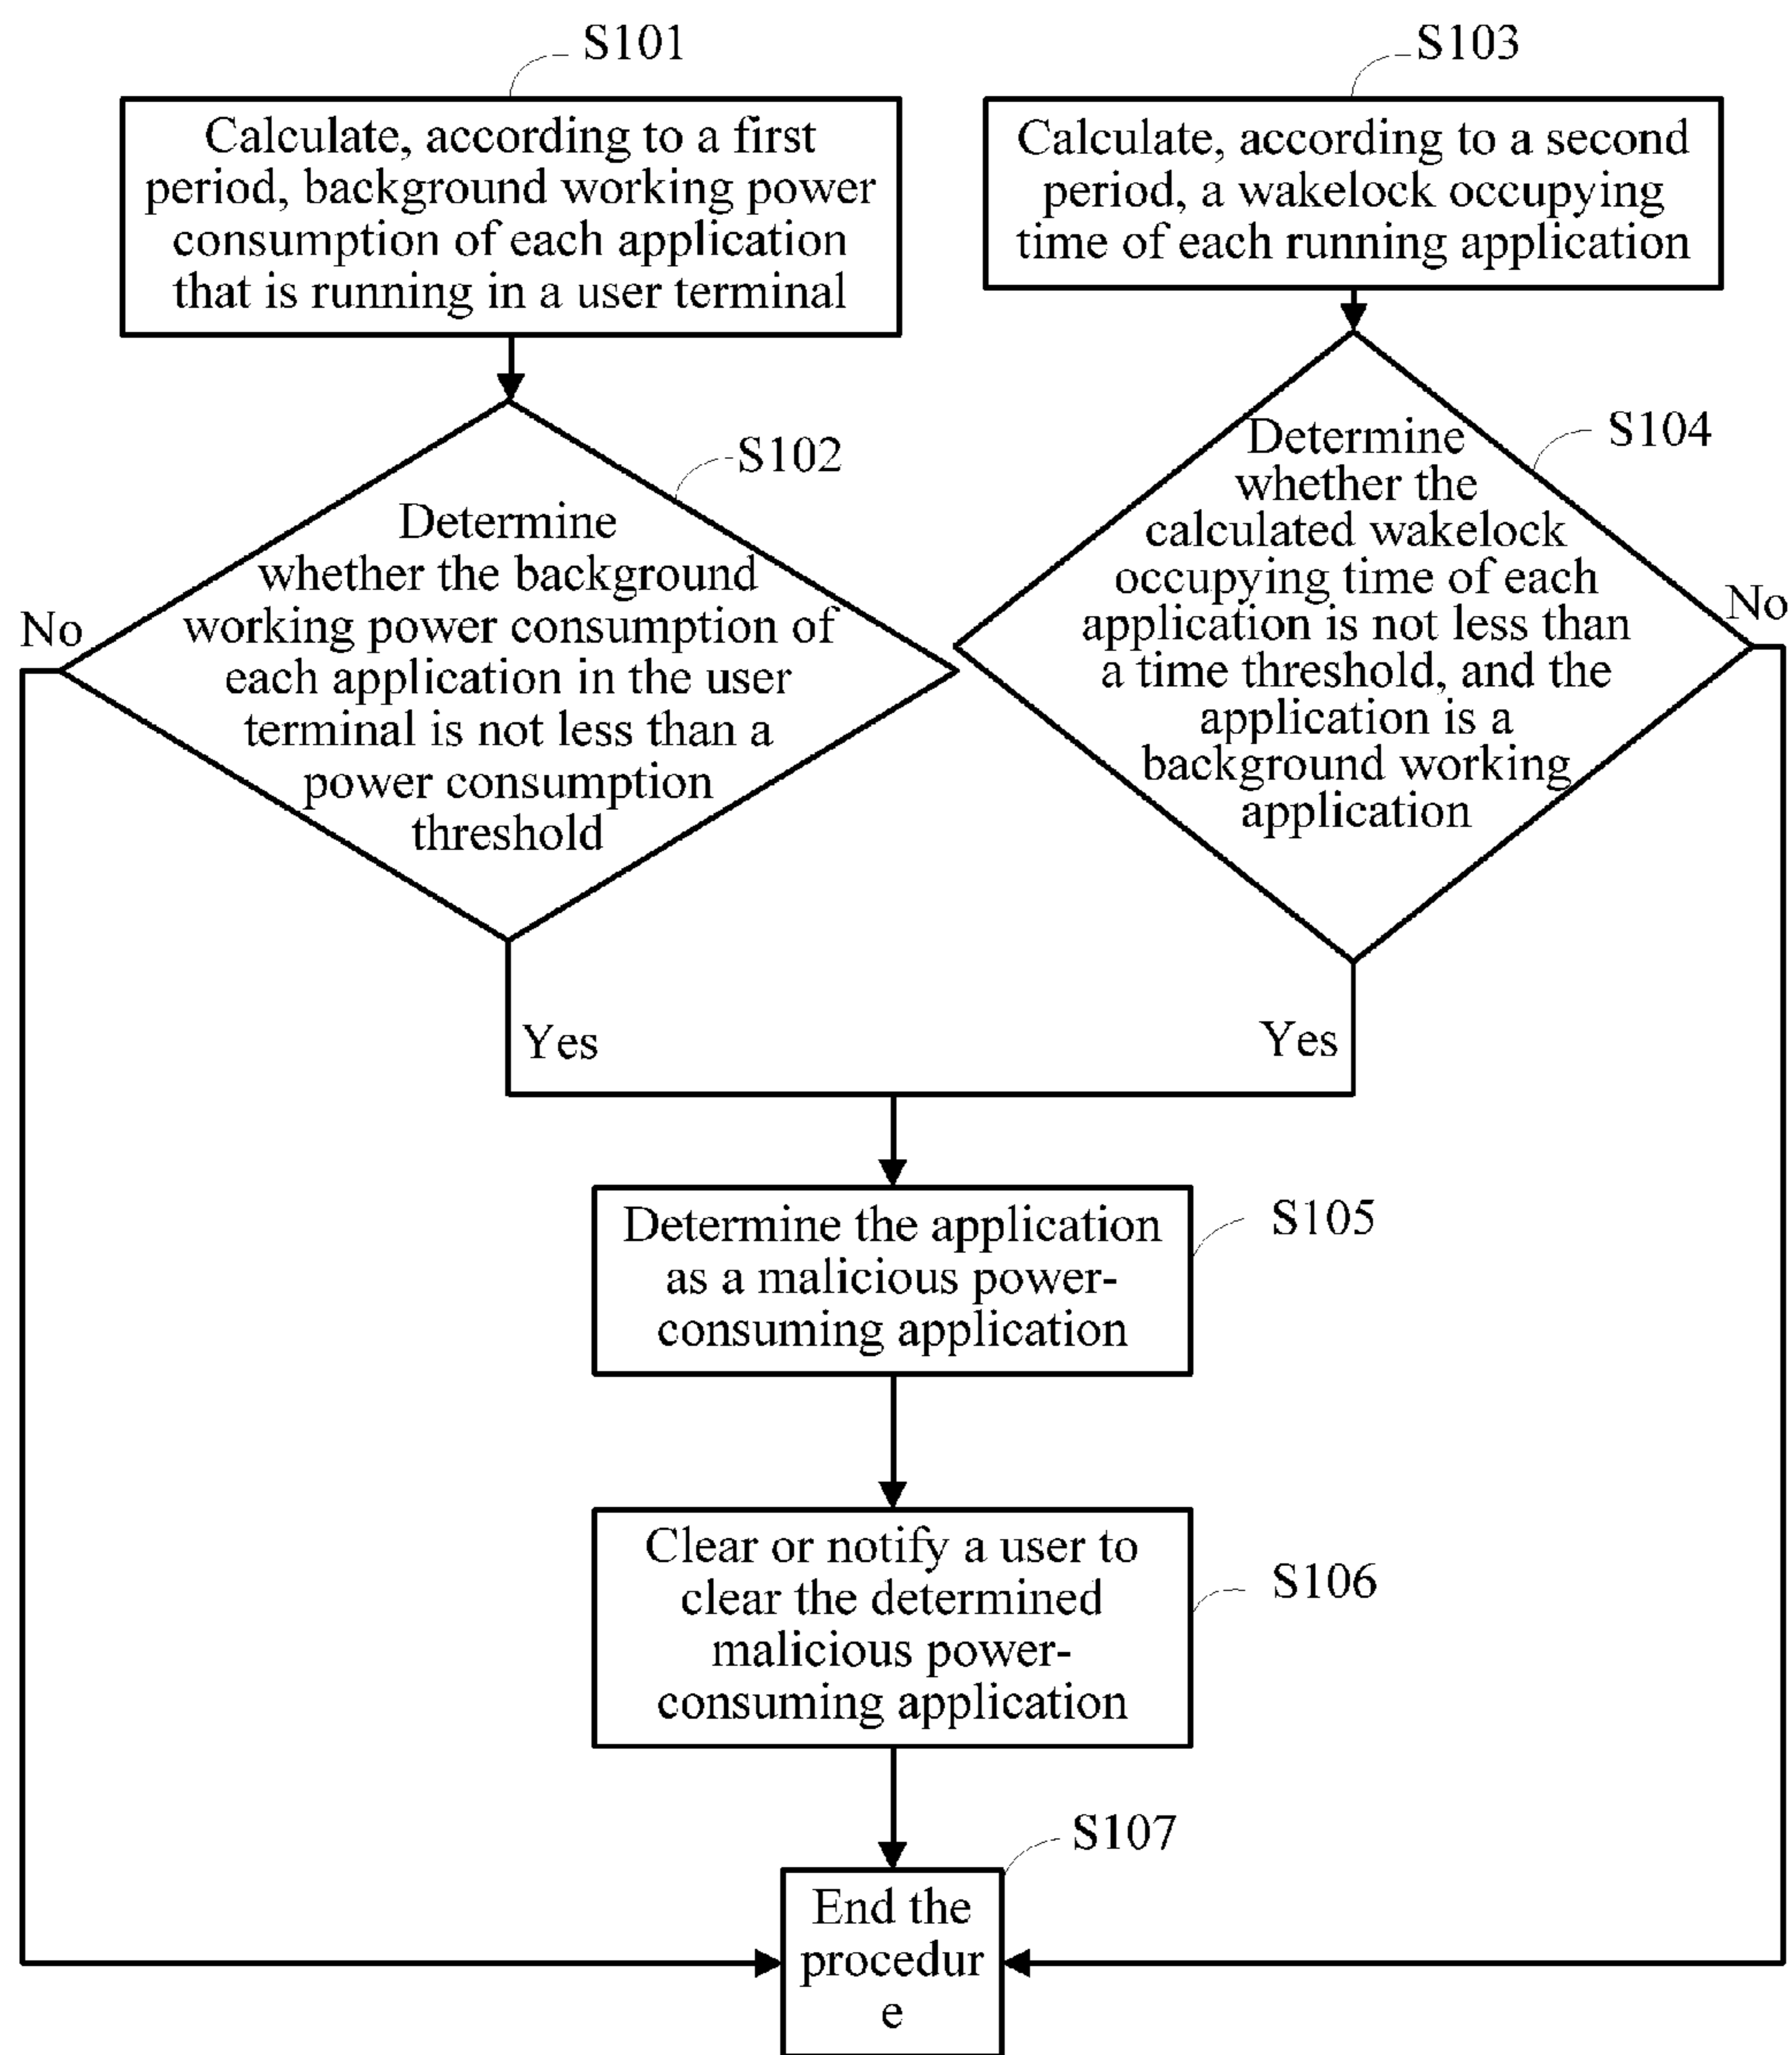 S101
Calculate, according to a first
period, background working power
consumption of each application
that is running in a user terminal
S103
Calculate, according to a second
period, a wakelock occupying
time of each running application
S102
Determine
whether the background
working power consumption of
each application in the user
terminal is not less than a
power consumption
threshold
No
Yes
S104
Determine
whether the
calculated wakelock
occupying time of each
application is not less than
a time threshold, and the
application is a
background working
application
No
Yes
S105
Determine the application
as a malicious power-
consuming application
S106
Clear or notify a user to
clear the determined
malicious power-
consuming application
S107
End the
procedur
e